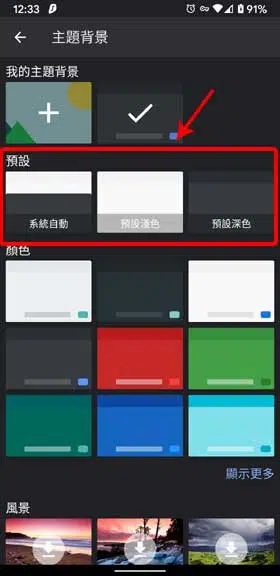 12:33
91%
主題背景
我的主題背景
預設
系統自動
預設淺色
預設深色
顏色
顯示更多
風景